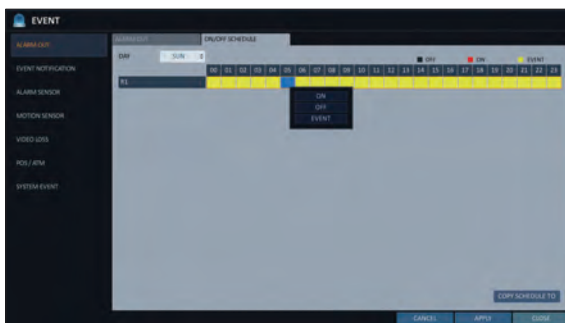 EVENT
ALARM OUT
EVENT NOTIFICATION
ALARM SENSOR
MOTION SENSOR
VIDEO LOSS
POS / ATM
SYSTEM EVENT
ALARM OUT ON/OFF SCHEDULE
DAY SUN
OFF ON EVENT
00 01 02 03 04 05 06 07 08 09 10 11 12 13 14 15 16 17 18 19 20 21 22 23
R1
ON
OFF
EVENT
COPY SCHEDULE TO
CANCEL APPLY CLOSE